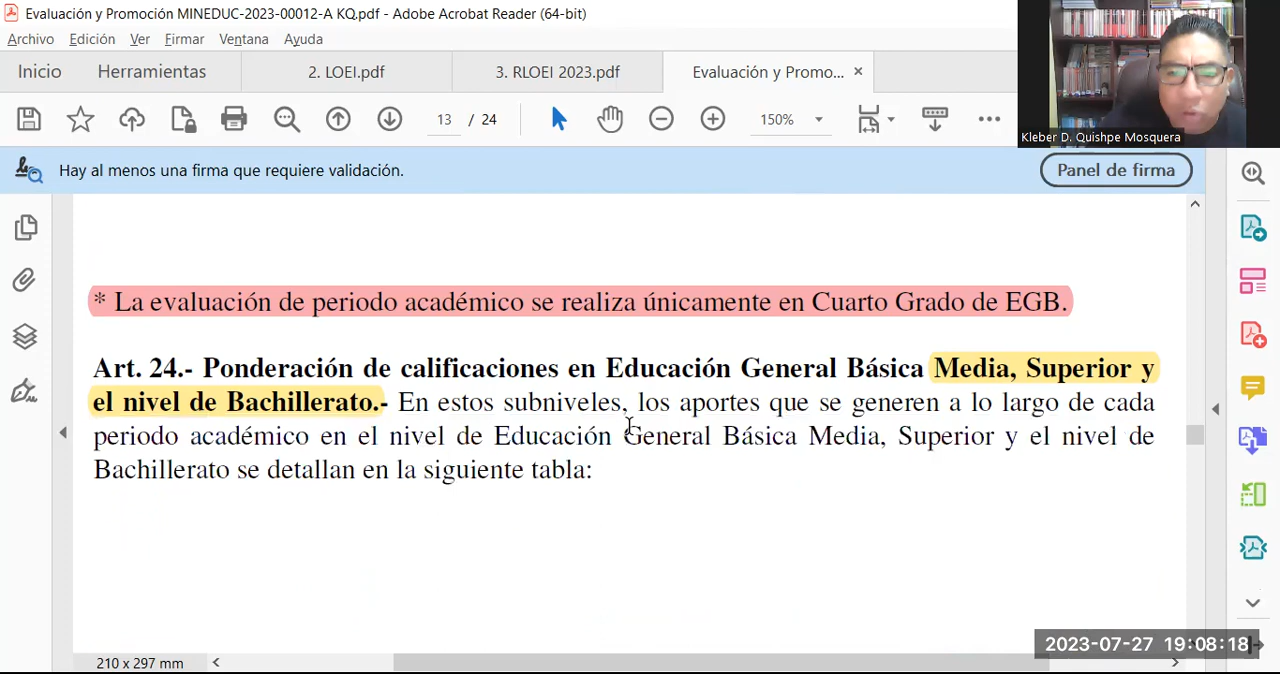 Evaluación y Promoción MINEDUC-2023-00012-A KQ.pdf - Adobe Acrobat Reader (64-bit)
Archivo Edición Ver Firmar Ventana Ayuda
Inicio Herramientas 2. LOEI.pdf 3. RLOEI 2023.pdf Evaluación y Promo... ×
13 / 24 150%
Kleber D. Quishpe Mosquera
Hay al menos una firma que requiere validación. Panel de firma
* La evaluación de periodo académico se realiza únicamente en Cuarto Grado de EGB.
Art. 24.- Ponderación de calificaciones en Educación General Básica Media, Superior y
el nivel de Bachillerato.- En estos subniveles, los aportes que se generen a lo largo de cada
periodo académico en el nivel de Educación General Básica Media, Superior y el nivel de
Bachillerato se detallan en la siguiente tabla:
2023-07-27 19:08:18
210 x 297 mm